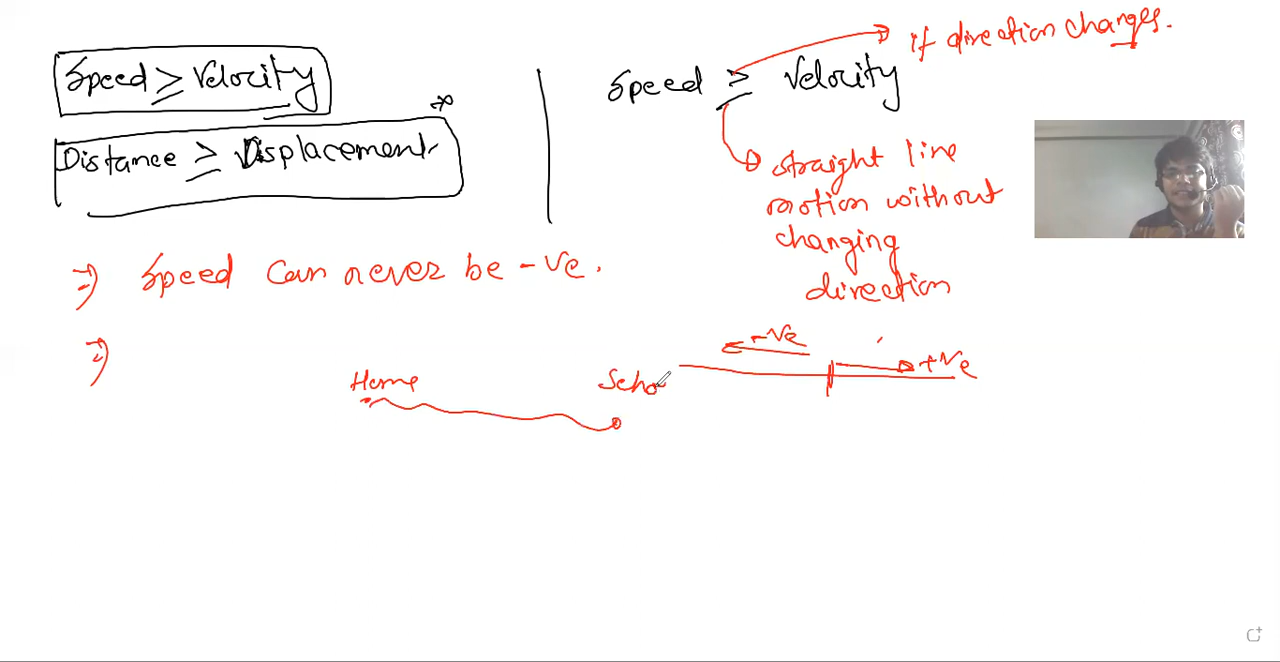 Speed ≥ Velocity
Distance ≥ Displacement
Speed ≥ Velocity
if direction changes.
straight line
motion without
changing
direction
⇒ Speed can never be -ve.
⇒
-ve
+ve
Home
Scho